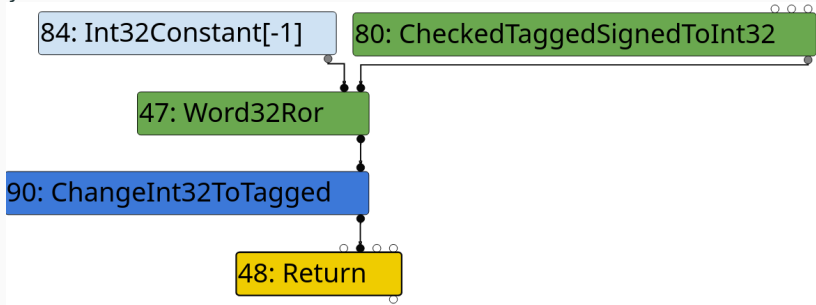 84: Int32Constant[-1]
80: CheckedTaggedSignedToInt32
47: Word32Ror
90: ChangeInt32ToTagged
48: Return